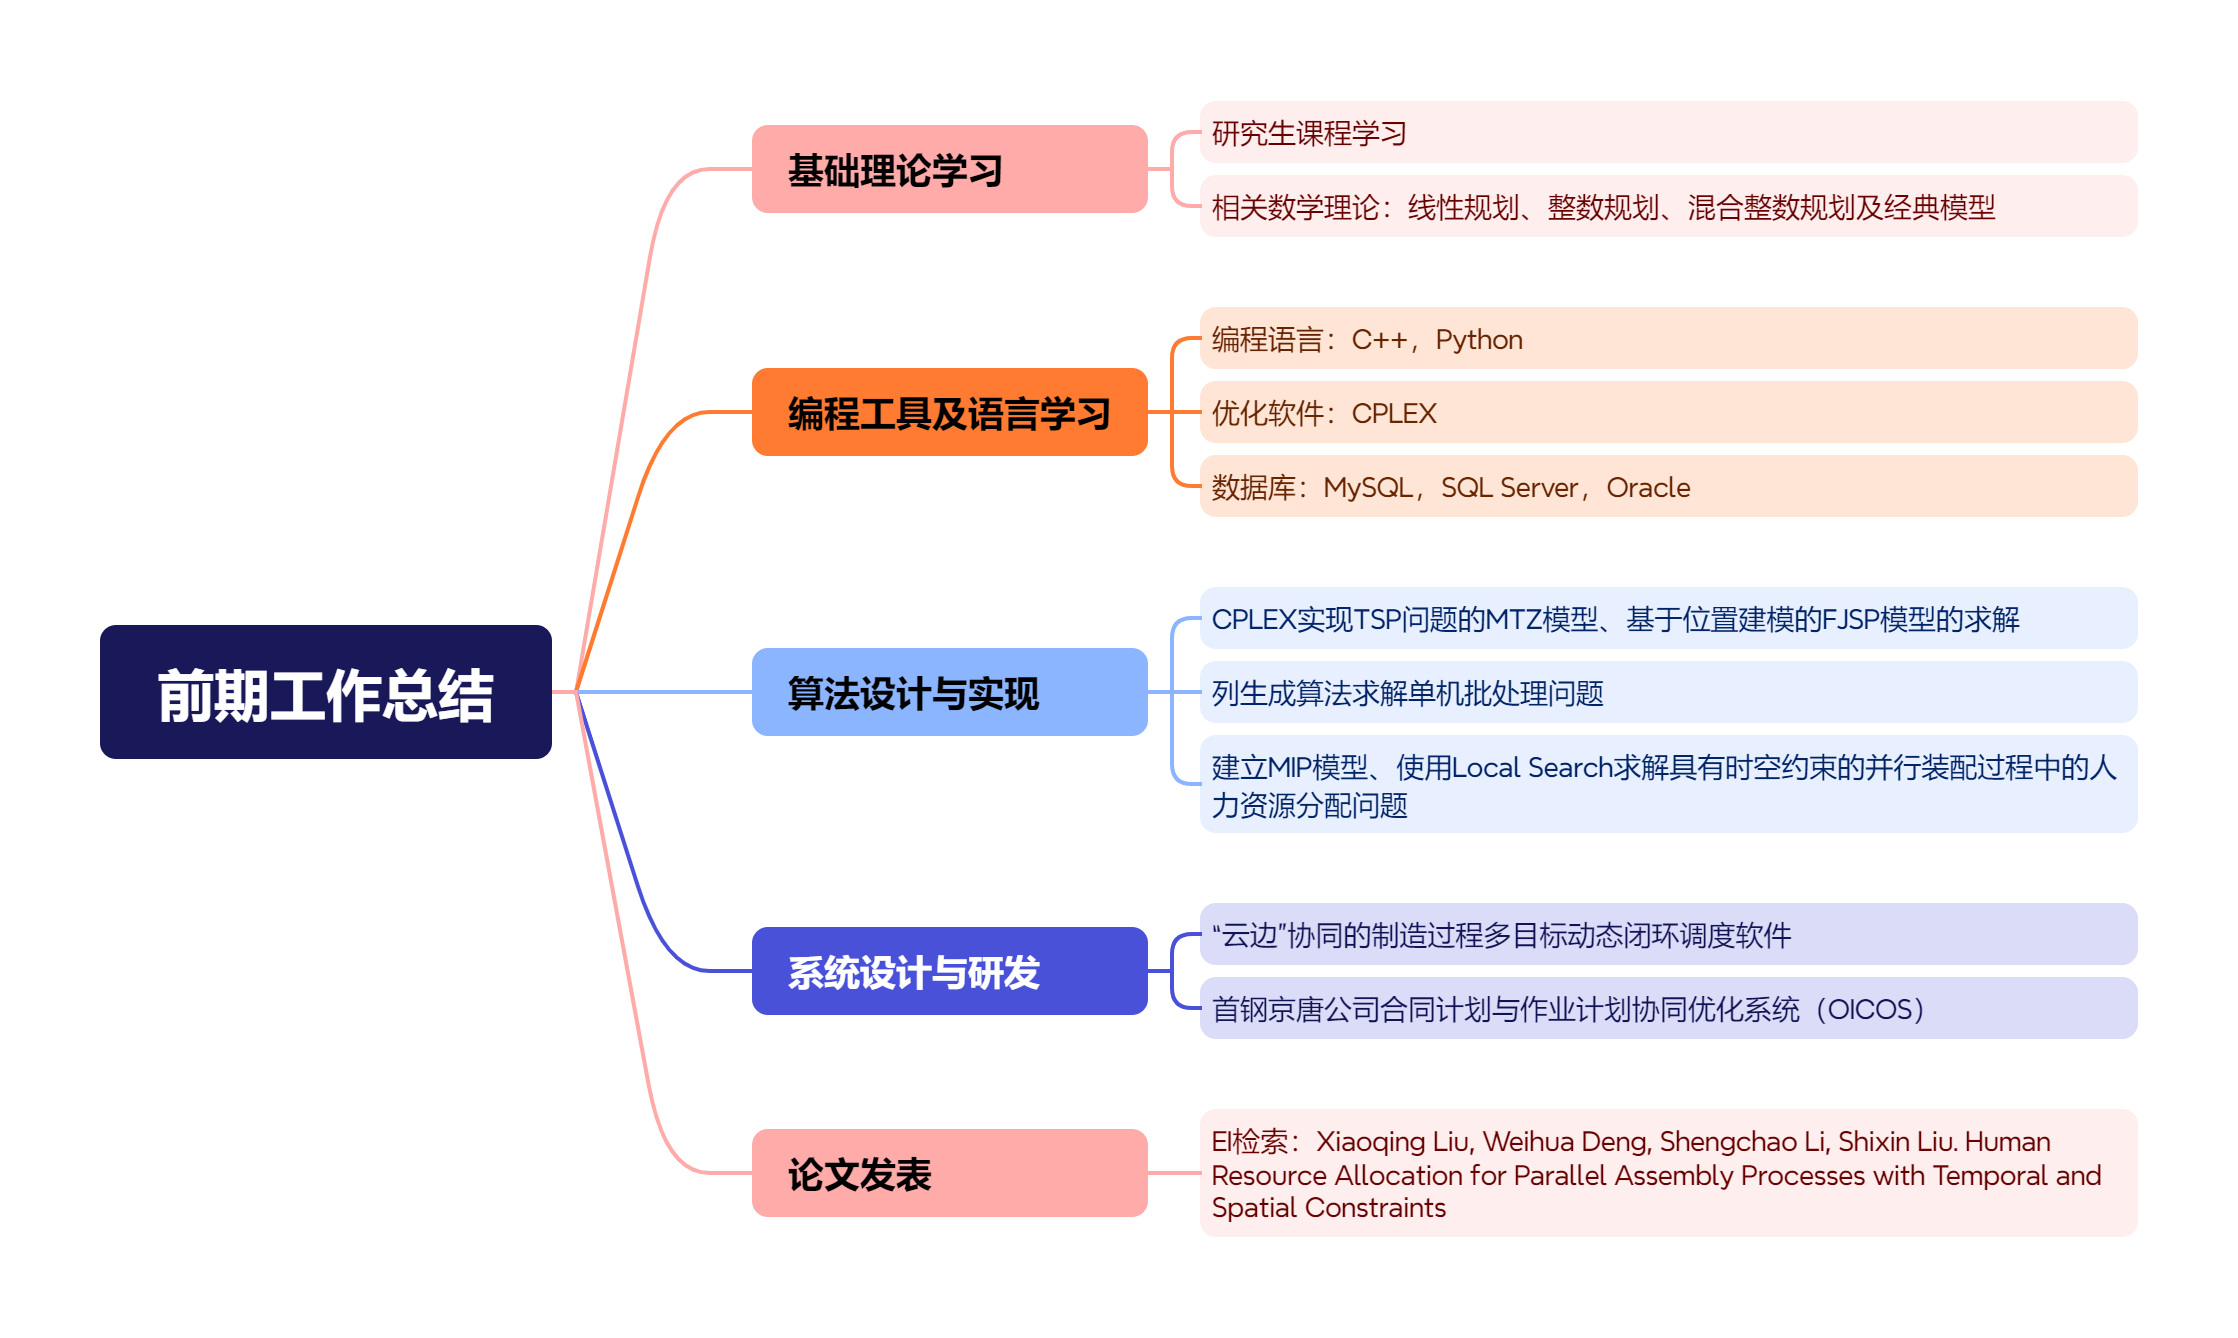 前期工作总结
基础理论学习
研究生课程学习
相关数学理论：线性规划、整数规划、混合整数规划及经典模型
编程工具及语言学习
编程语言：C++，Python
优化软件：CPLEX
数据库：MySQL，SQL Server，Oracle
算法设计与实现
CPLEX实现TSP问题的MTZ模型、基于位置建模的FJSP模型的求解
列生成算法求解单机批处理问题
建立MIP模型、使用Local Search求解具有时空约束的并行装配过程中的人
力资源分配问题
系统设计与研发
“云边”协同的制造过程多目标动态闭环调度软件
首钢京唐公司合同计划与作业计划协同优化系统（OICOS）
论文发表
EI检索：Xiaoqing Liu, Weihua Deng, Shengchao Li, Shixin Liu. Human
Resource Allocation for Parallel Assembly Processes with Temporal and
Spatial Constraints